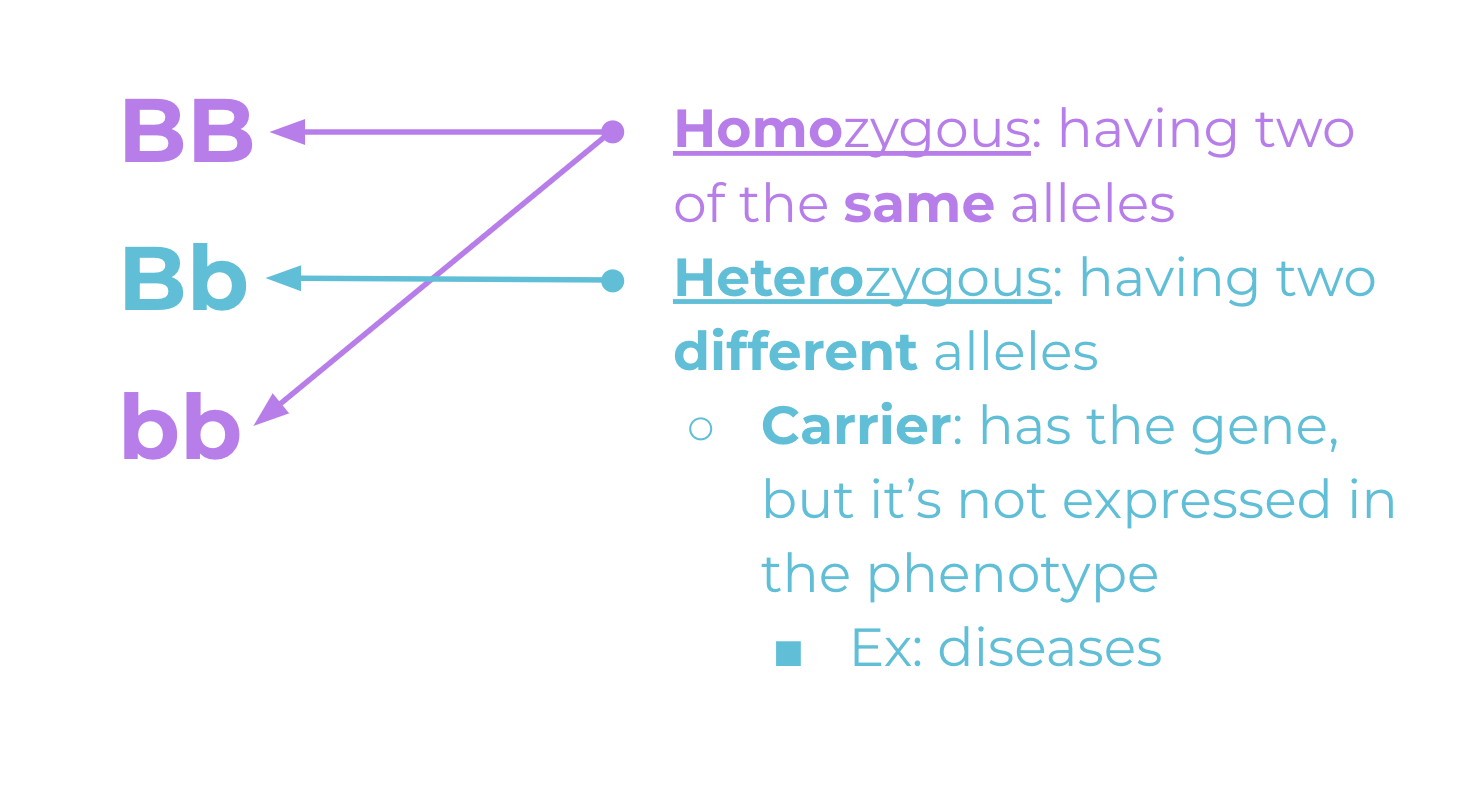 BB
Homozygous: having two
of the same alleles
Bb
Heterozygous: having two
different alleles
bb
○ Carrier: has the gene,
but it’s not expressed in
the phenotype
■ Ex: diseases